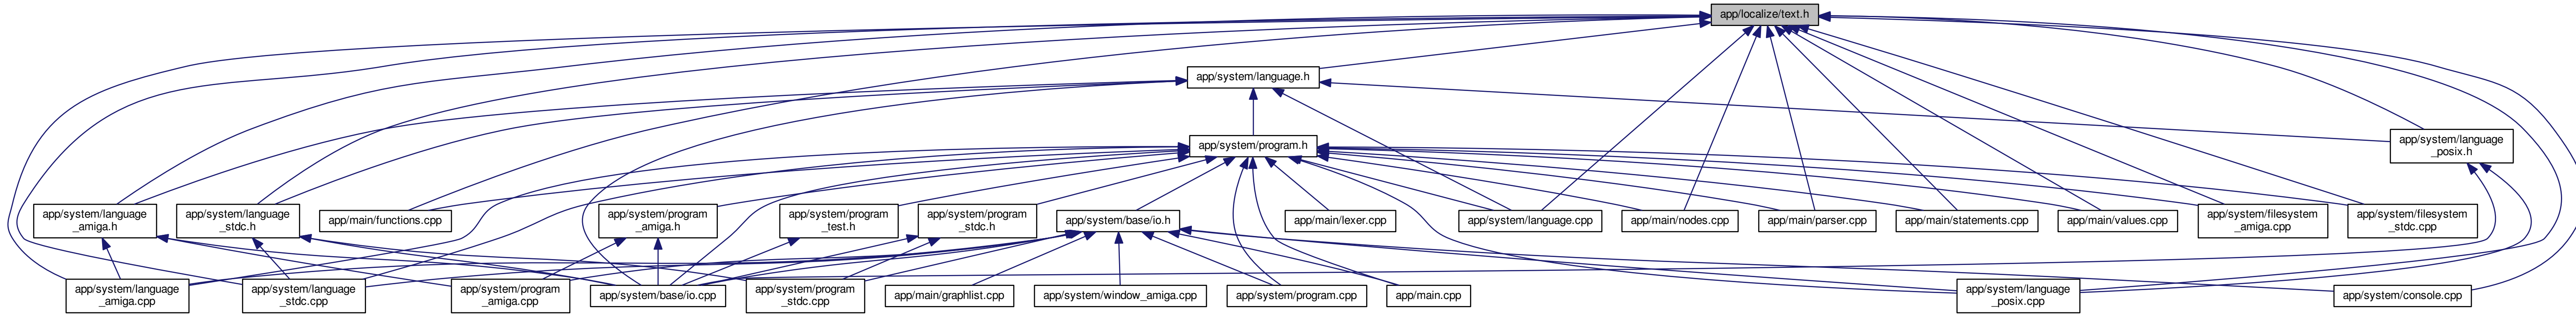 app/localize/text.h
app/system/language.h
app/system/program.h
app/system/language
_posix.h
app/system/language
_amiga.h
app/system/language
_stdc.h
app/main/functions.cpp
app/system/program
_amiga.h
app/system/program
_test.h
app/system/program
_stdc.h
app/system/base/io.h
app/main/lexer.cpp
app/system/language.cpp
app/main/nodes.cpp
app/main/parser.cpp
app/main/statements.cpp
app/main/values.cpp
app/system/filesystem
_amiga.cpp
app/system/filesystem
_stdc.cpp
app/system/language
_amiga.cpp
app/system/language
_stdc.cpp
app/system/program
_amiga.cpp
app/system/base/io.cpp
app/system/program
_stdc.cpp
app/main/graphlist.cpp
app/system/window_amiga.cpp
app/system/program.cpp
app/main.cpp
app/system/language
_posix.cpp
app/system/console.cpp